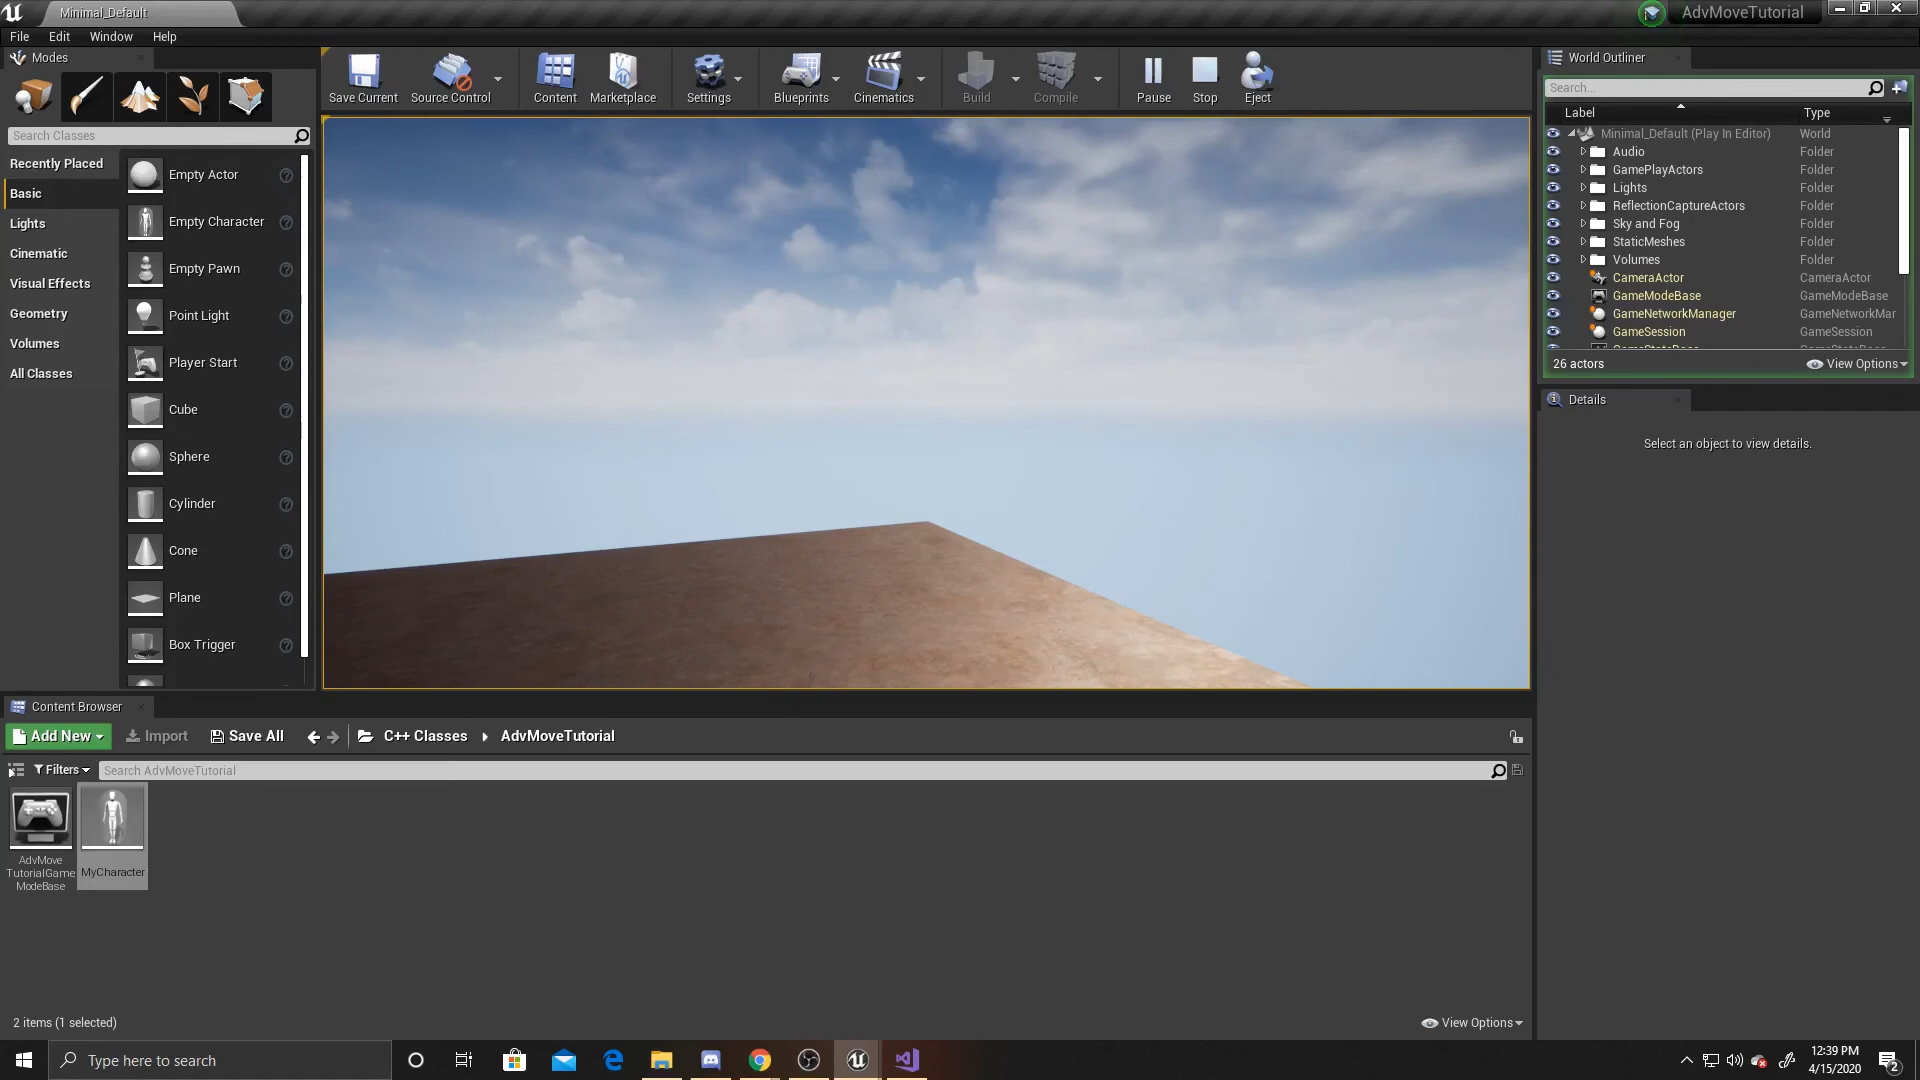 Minimal_Default
AdvMoveTutorial
File Edit Window Help
Modes
Search Classes
Recently Placed
Basic
Lights
Cinematic
Visual Effects
Geometry
Volumes
All Classes
Empty Actor
Empty Character
Empty Pawn
Point Light
Player Start
Cube
Sphere
Cylinder
Cone
Plane
Box Trigger
Save Current
Source Control
Content
Marketplace
Settings
Blueprints
Cinematics
Build
Compile
Pause
Stop
Eject
World Outliner
Search...
Label Type
Minimal_Default (Play In Editor) World
Audio Folder
GamePlayActors Folder
Lights Folder
ReflectionCaptureActors Folder
Sky and Fog Folder
StaticMeshes Folder
Volumes Folder
CameraActor CameraActor
GameModeBase GameModeBase
GameNetworkManager GameNetworkMar
GameSession GameSession
26 actors View Options
Details
Select an object to view details.
Content Browser
Add New Import Save All C++ Classes AdvMoveTutorial
Filters Search AdvMoveTutorial
AdvMove
TutorialGame
ModeBase
MyCharacter
2 items (1 selected) View Options
Type here to search
12:39 PM
4/15/2020
2